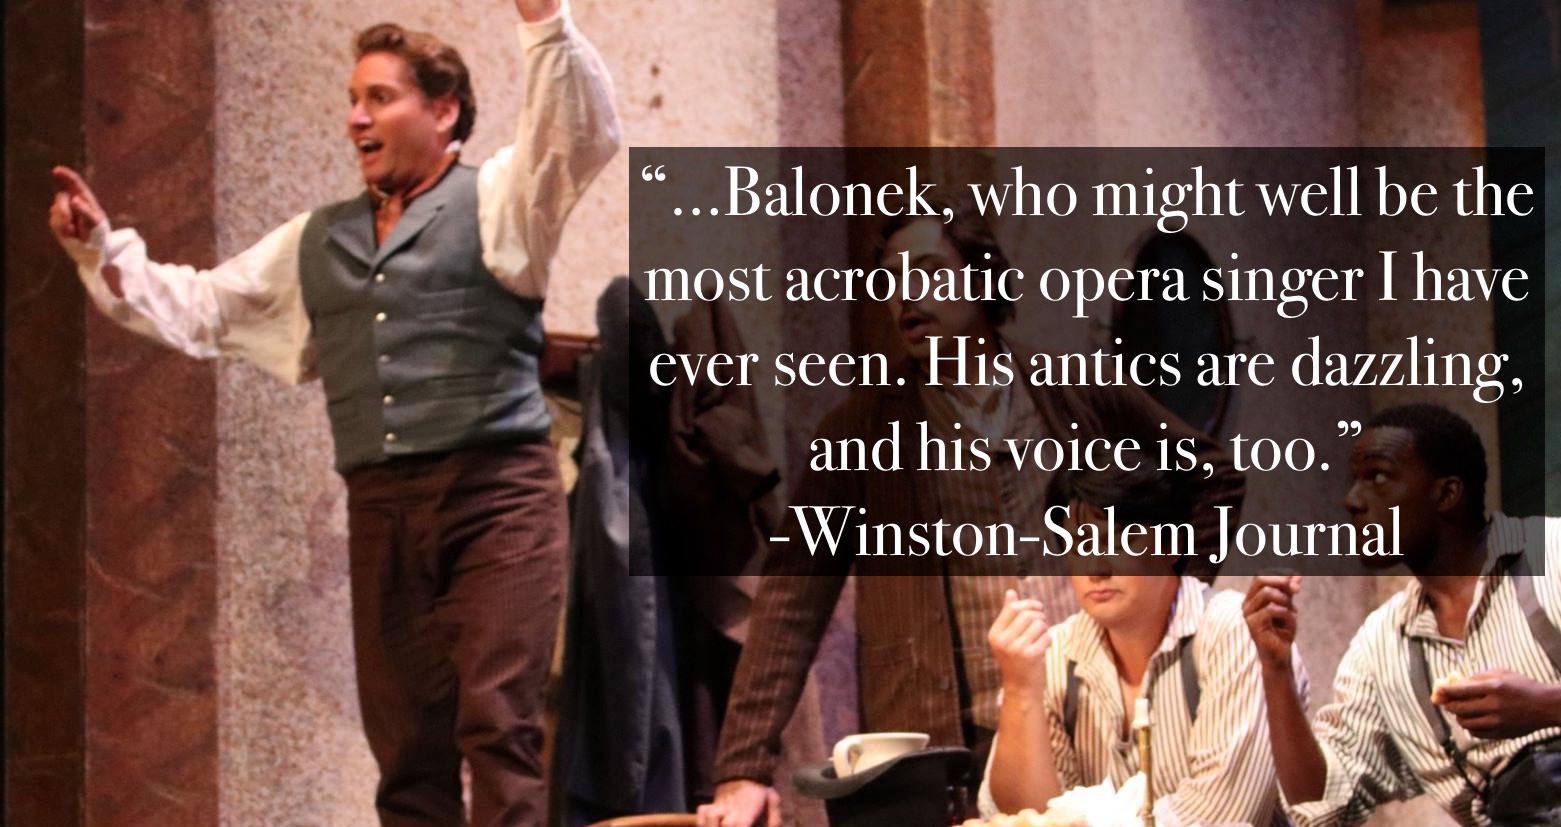 “...Balonek, who might well be the
most acrobatic opera singer I have
ever seen. His antics are dazzling,
and his voice is, too.”
-Winston-Salem Journal